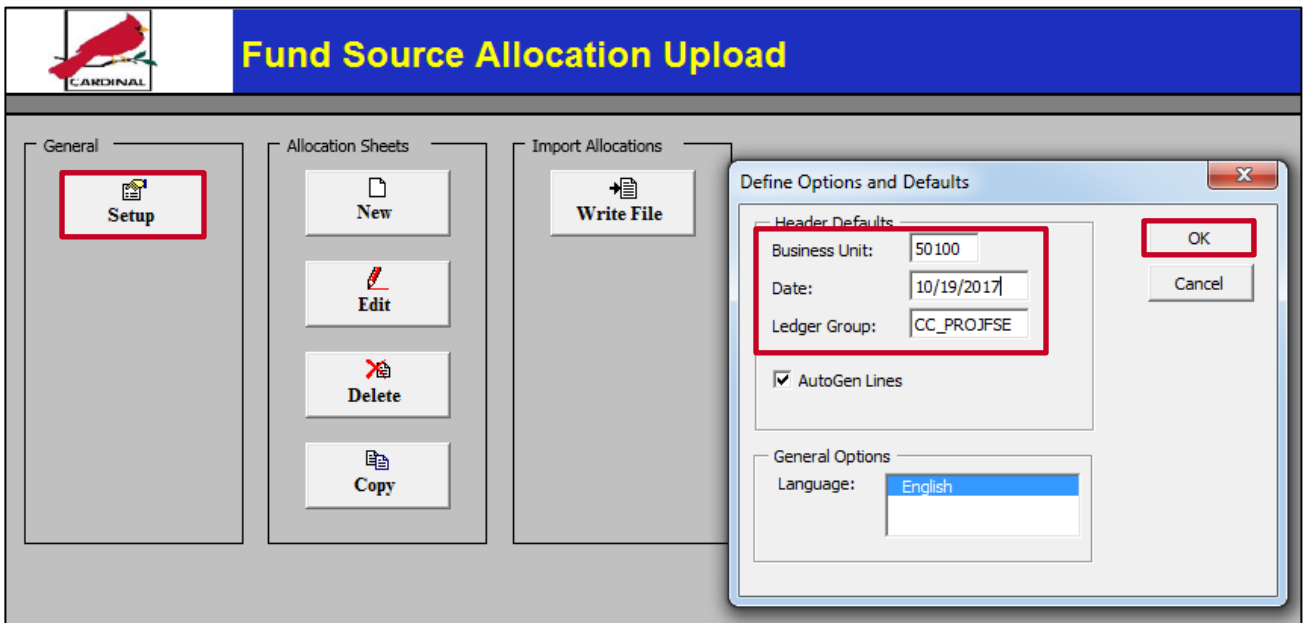 CARDINAL
Fund Source Allocation Upload
General
Setup
Allocation Sheets
New
Edit
Delete
Copy
Import Allocations
Write File
Define Options and Defaults
X
Header Defaults
Business Unit: 50100
Date: 10/19/2017
Ledger Group: CC_PROJFSE
AutoGen Lines
OK
Cancel
General Options
Language: English